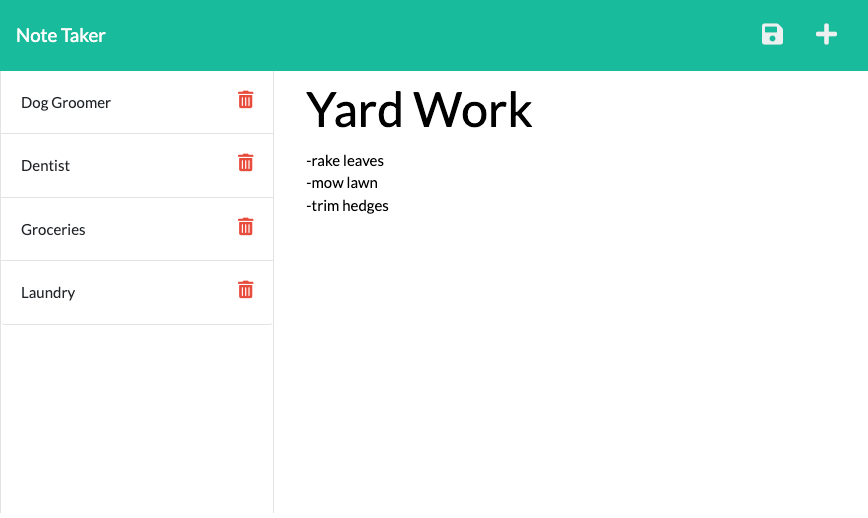 Note Taker
Dog Groomer
Dentist
Groceries
Laundry
Yard Work
-rake leaves
-mow lawn
-trim hedges